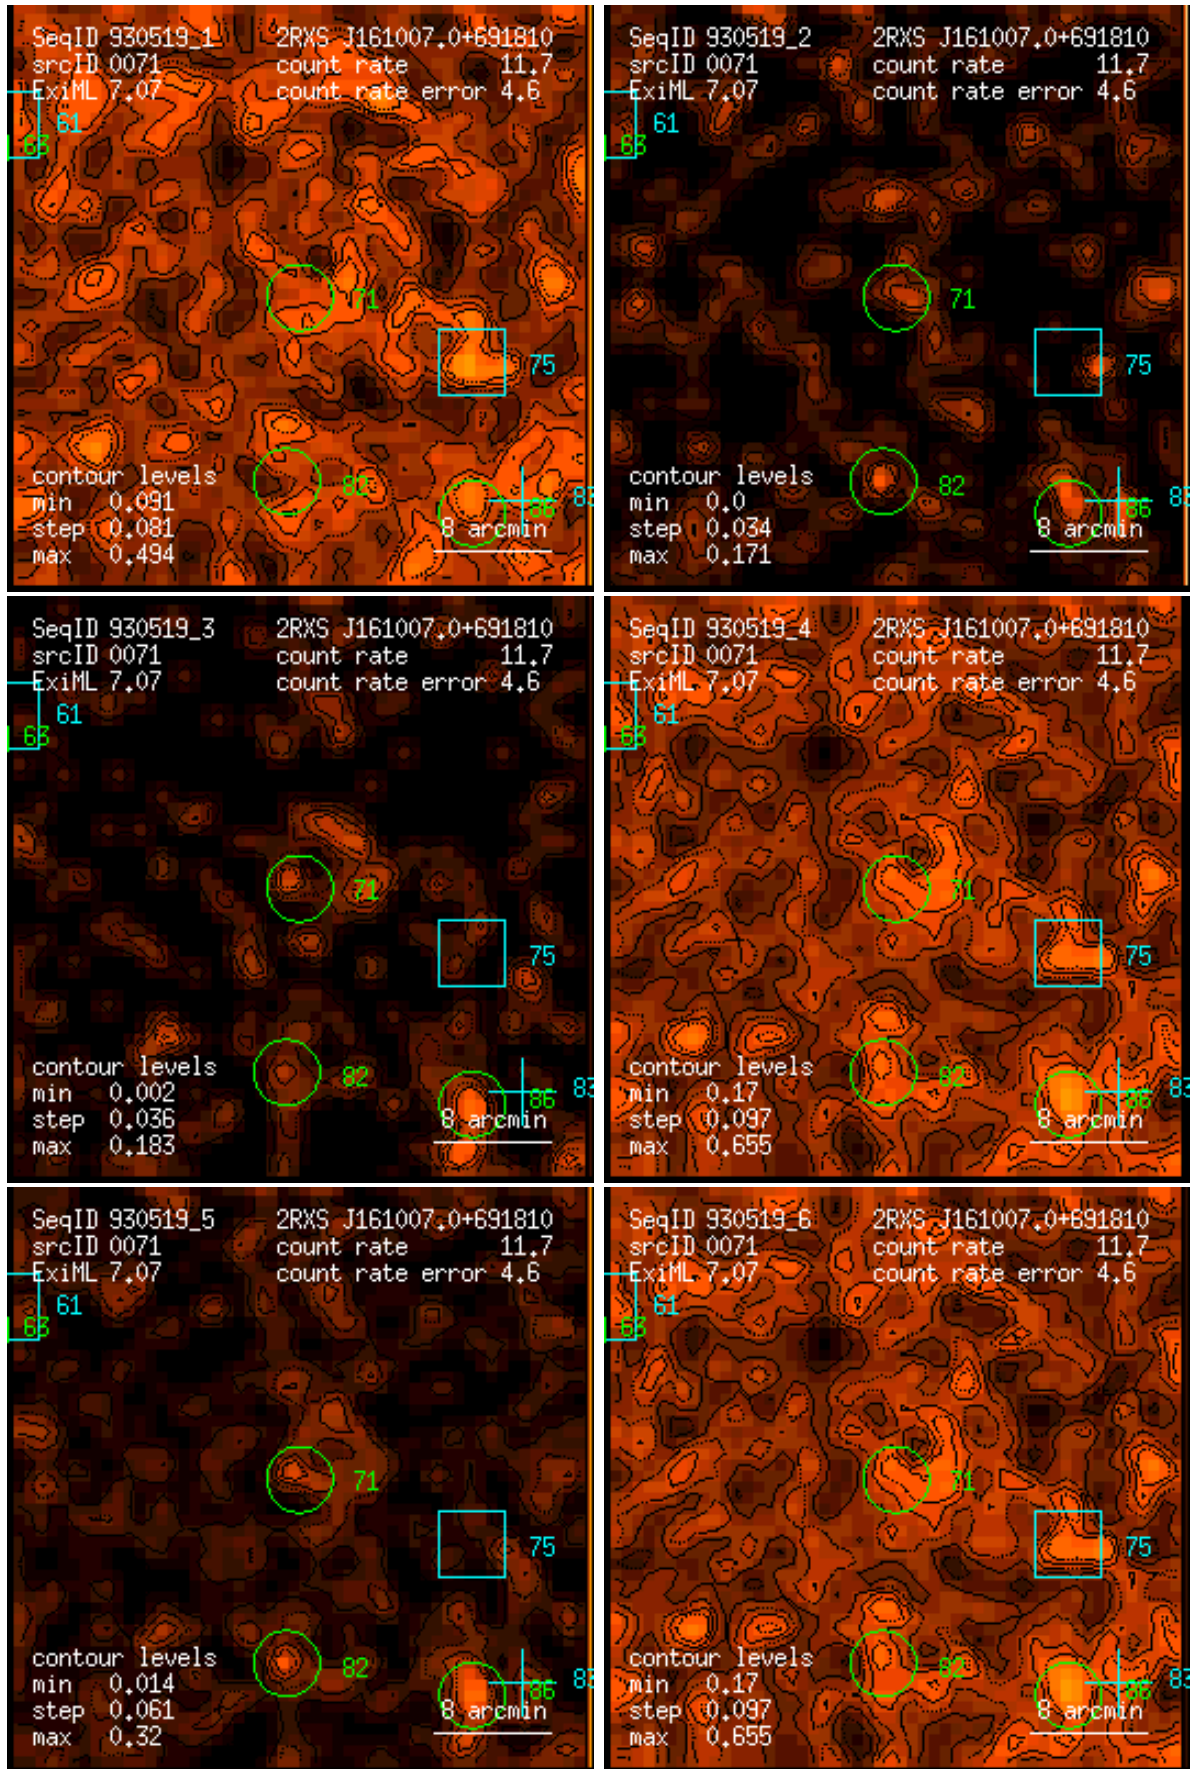 SeqID 930519_1 2RXS J161007.0+691810
srcID 0071 count rate 11.7
ExiML 7.07 count rate error 4.6
61
63
71
75
82
contour levels
min 0.091
86
83
step 0.081
8 arcmin
max 0.494
SeqID 930519_2 2RXS J161007.0+691810
srcID 0071 count rate 11.7
ExiML 7.07 count rate error 4.6
61
63
71
75
contour levels
82
min 0.0
86
83
step 0.034
8 arcmin
max 0.171
SeqID 930519_3 2RXS J161007.0+691810
srcID 0071 count rate 11.7
ExiML 7.07 count rate error 4.6
61
63
71
75
contour levels
82
min 0.002
86
83
step 0.036
8 arcmin
max 0.183
SeqID 930519_4 2RXS J161007.0+691810
srcID 0071 count rate 11.7
ExiML 7.07 count rate error 4.6
61
63
71
75
contour levels
82
min 0.17
86
83
step 0.097
8 arcmin
max 0.655
SeqID 930519_5 2RXS J161007.0+691810
srcID 0071 count rate 11.7
ExiML 7.07 count rate error 4.6
61
63
71
75
contour levels
82
min 0.014
86
83
step 0.061
8 arcmin
max 0.32
SeqID 930519_6 2RXS J161007.0+691810
srcID 0071 count rate 11.7
ExiML 7.07 count rate error 4.6
61
63
71
75
contour levels
82
min 0.17
86
83
step 0.097
8 arcmin
max 0.655